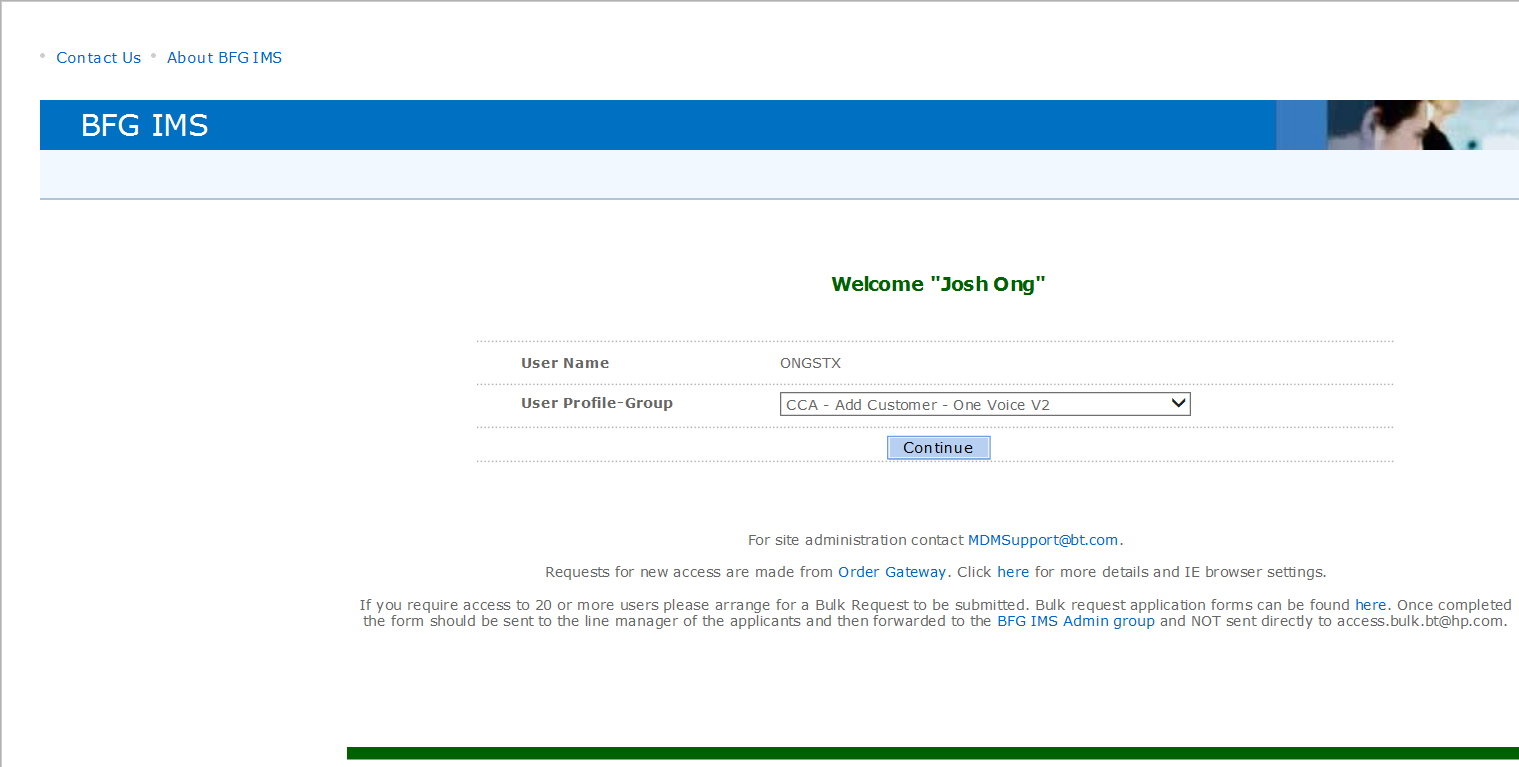 Contact Us About BFG IMS
BFG IMS
Welcome "Josh Ong"
User Name ONGSTX
User Profile-Group CCA - Add Customer - One Voice V2
Continue
For site administration contact MDMSupport@bt.com.
Requests for new access are made from Order Gateway. Click here for more details and IE browser settings.
If you require access to 20 or more users please arrange for a Bulk Request to be submitted. Bulk request application forms can be found here. Once completed
the form should be sent to the line manager of the applicants and then forwarded to the BFG IMS Admin group and NOT sent directly to access.bulk.bt@hp.com.